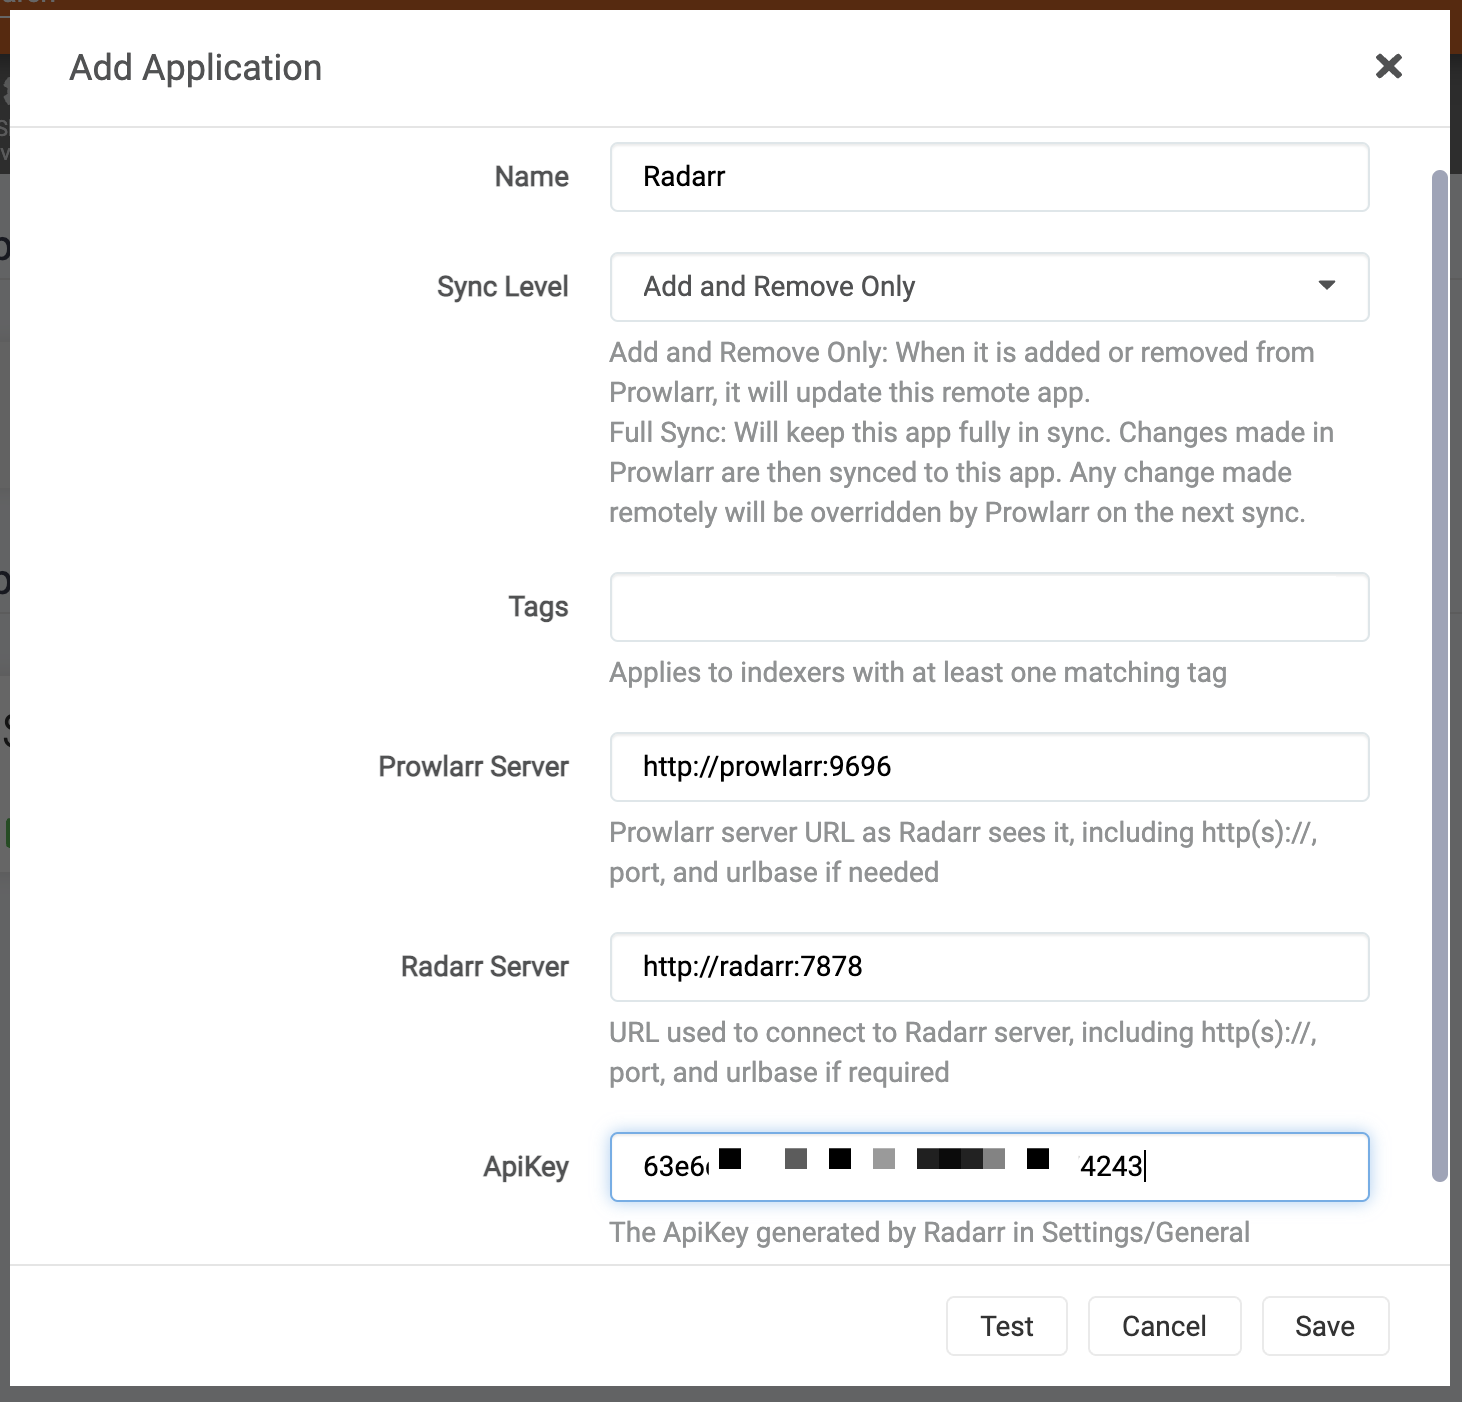 Add Application
Name
Radarr
Sync Level
Add and Remove Only
Add and Remove Only: When it is added or removed from
Prowlarr, it will update this remote app.
Full Sync: Will keep this app fully in sync. Changes made in
Prowlarr are then synced to this app. Any change made
remotely will be overridden by Prowlarr on the next sync.
Tags
Applies to indexers with at least one matching tag
Prowlarr Server
http://prowlarr:9696
Prowlarr server URL as Radarr sees it, including http(s)://,
port, and urlbase if needed
Radarr Server
http://radarr:7878
URL used to connect to Radarr server, including http(s)://,
port, and urlbase if required
ApiKey
63e6 4243
The ApiKey generated by Radarr in Settings/General
Test
Cancel
Save